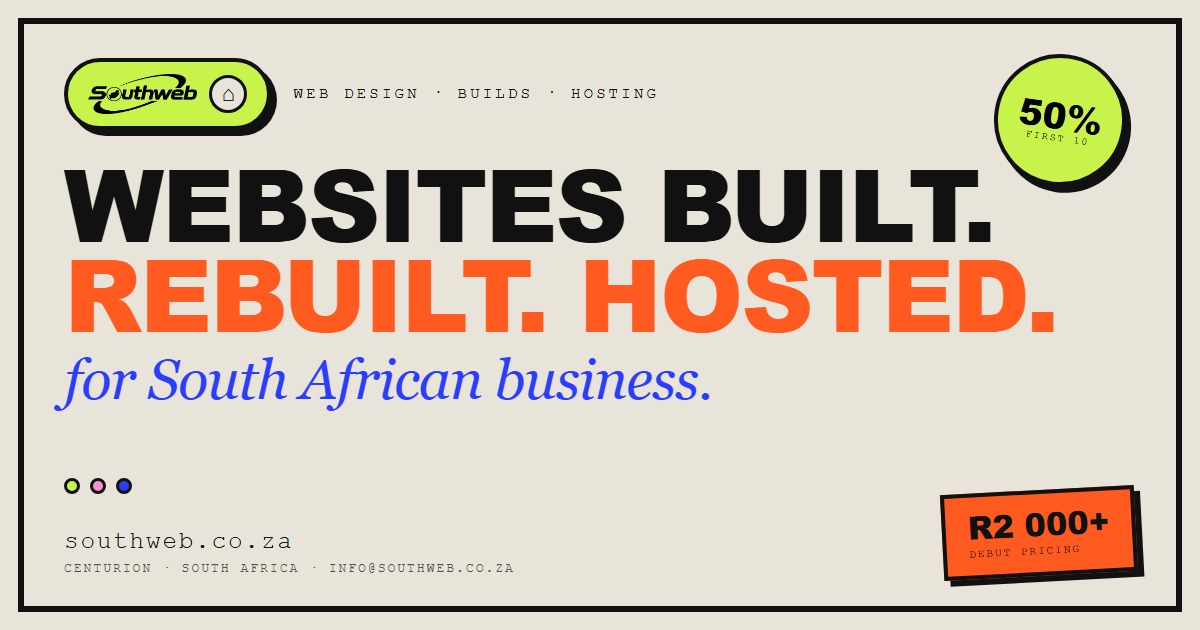 Southweb
WEB DESIGN · BUILDS · HOSTING
50%
FIRST 10
WEBSITES BUILT.
REBUILT. HOSTED.
for South African business.
southweb.co.za
CENTURION · SOUTH AFRICA · INFO@SOUTHWEB.CO.ZA
R2 000+
DEBUT PRICING